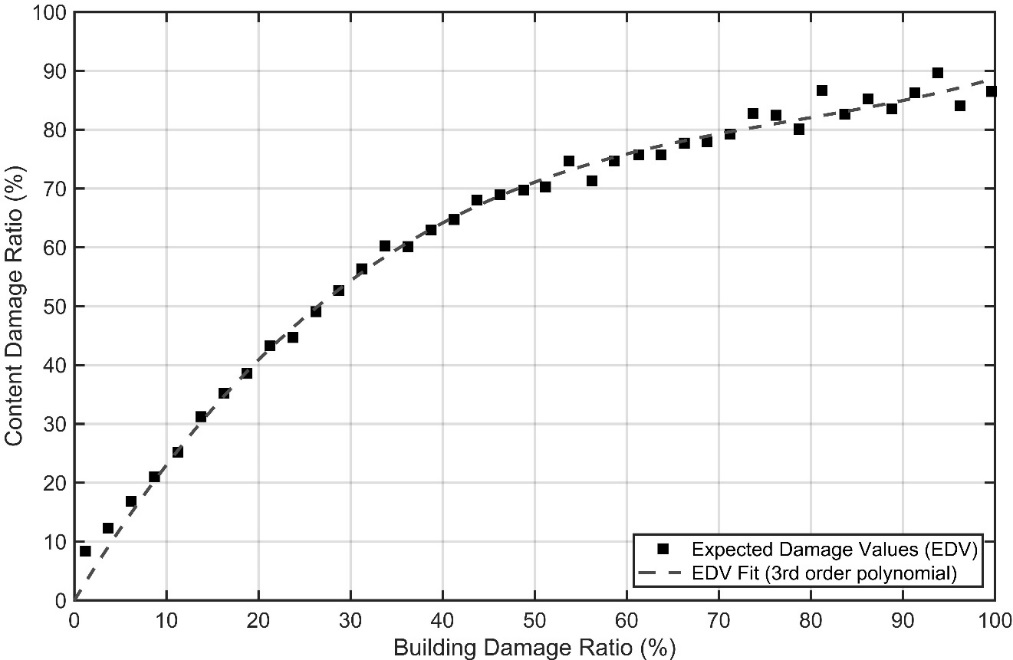 Content Damage Ratio (%)
100
90
80
70
60
50
40
30
20
10
0
Expected Damage Values (EDV)
EDV Fit (3rd order polynomial)
0 10 20 30 40 50 60 70 80 90 100
Building Damage Ratio (%)